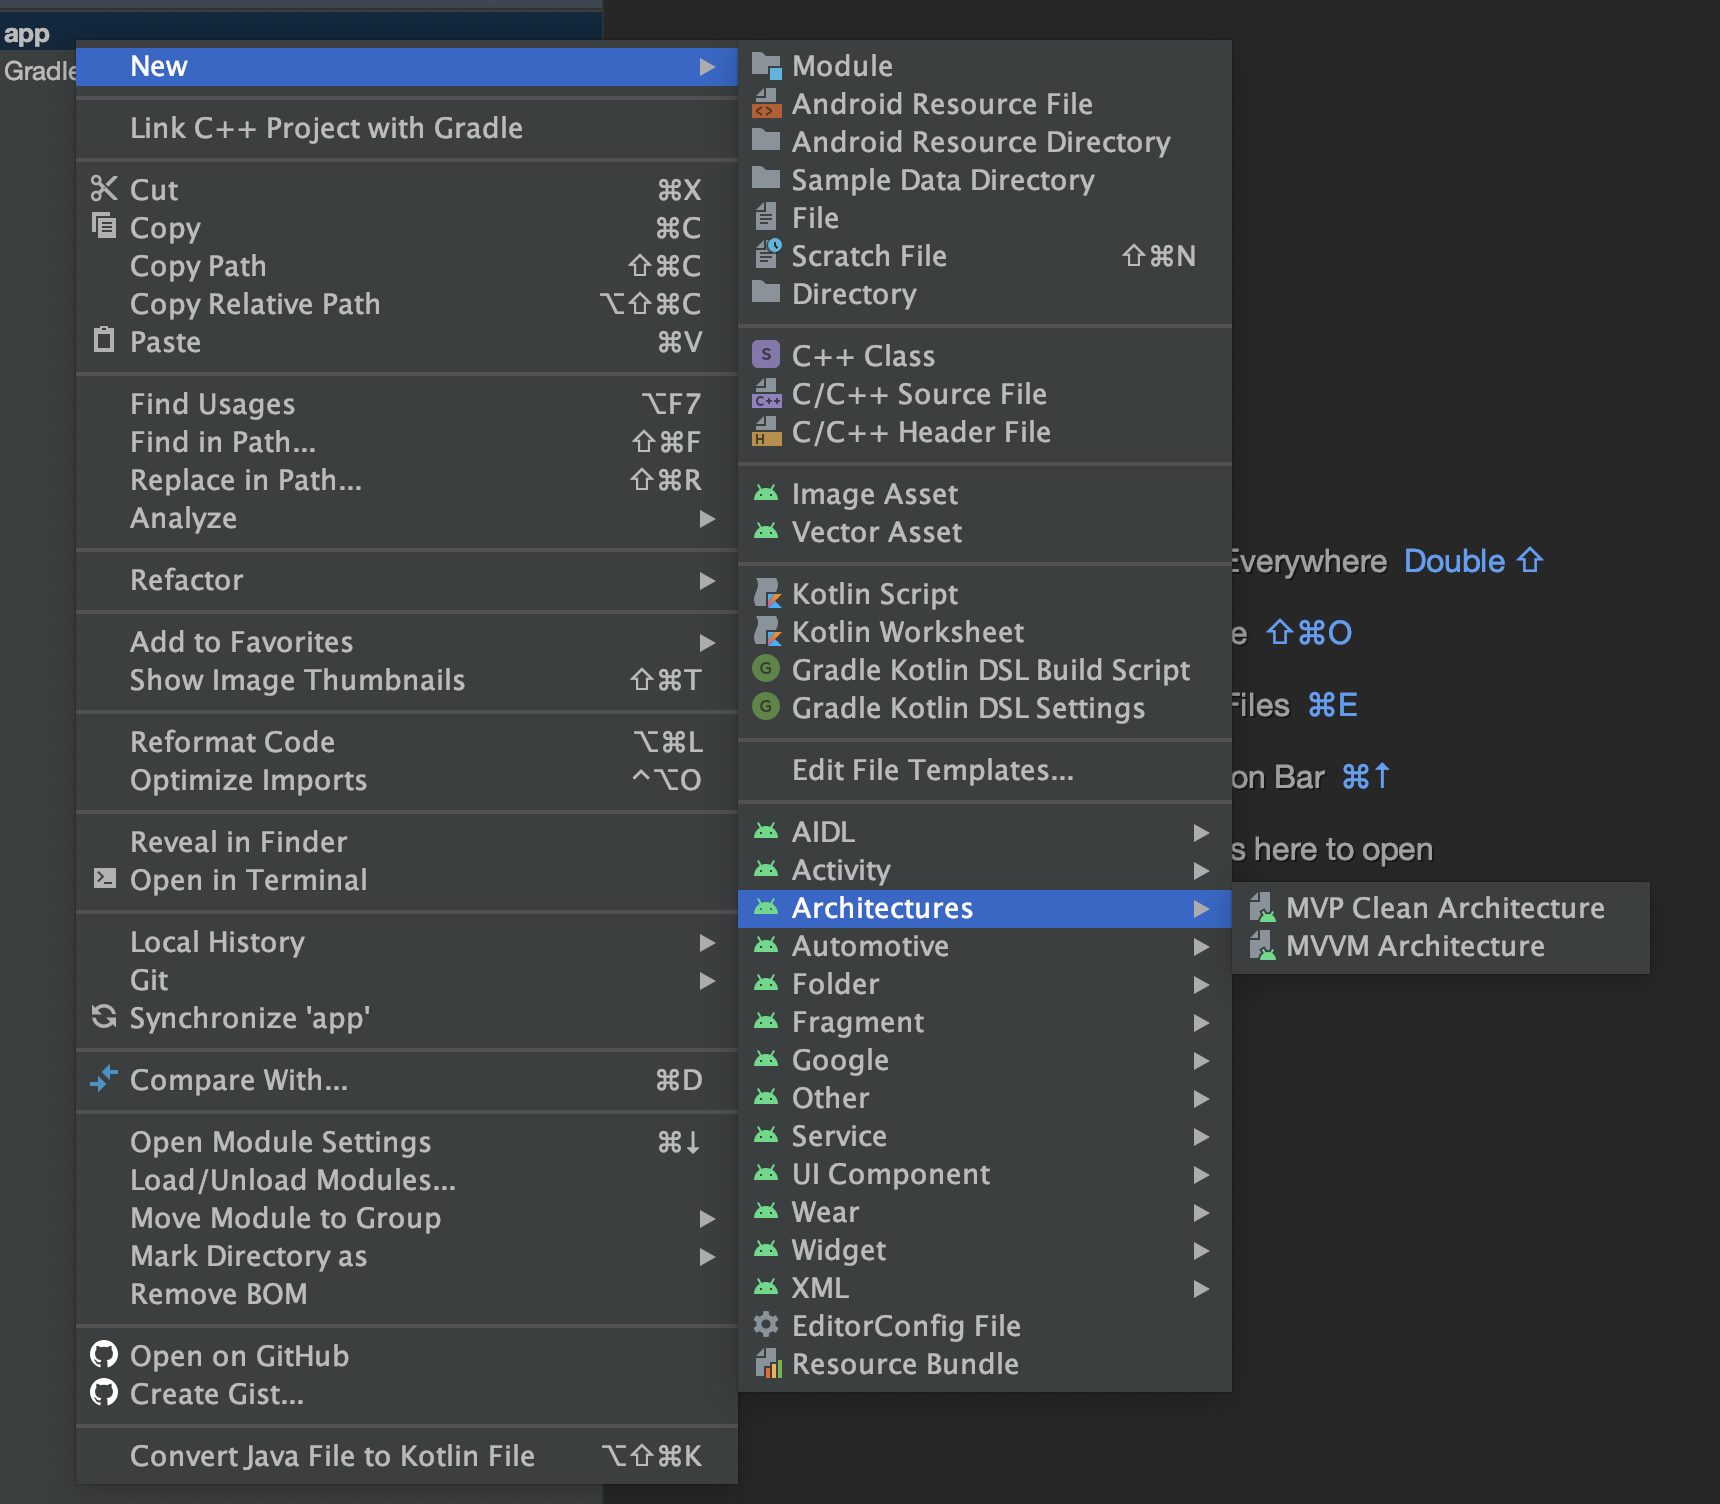 app
Gradle
New
Link C++ Project with Gradle
Cut ⌘X
Copy ⌘C
Copy Path ⇧⌘C
Copy Relative Path ⌥⇧⌘C
Paste ⌘V
Find Usages ⌥F7
Find in Path... ⇧⌘F
Replace in Path... ⇧⌘R
Analyze
Refactor
Add to Favorites
Show Image Thumbnails ⇧⌘T
Reformat Code ⌥⌘L
Optimize Imports ^⌥O
Reveal in Finder
Open in Terminal
Local History
Git
Synchronize 'app'
Compare With... ⌘D
Open Module Settings ⌘↓
Load/Unload Modules...
Move Module to Group
Mark Directory as
Remove BOM
Open on GitHub
Create Gist...
Convert Java File to Kotlin File ⌥⇧⌘K
Module
Android Resource File
Android Resource Directory
Sample Data Directory
File
Scratch File ⇧⌘N
Directory
C++ Class
C/C++ Source File
C/C++ Header File
Image Asset
Vector Asset
Kotlin Script
Kotlin Worksheet
Gradle Kotlin DSL Build Script
Gradle Kotlin DSL Settings
Edit File Templates...
AIDL
Activity
Architectures
Automotive
Folder
Fragment
Google
Other
Service
UI Component
Wear
Widget
XML
EditorConfig File
Resource Bundle
MVP Clean Architecture
MVVM Architecture
Everywhere Double ⇧
e ⇧⌘O
Files ⌘E
on Bar ⌘↑
s here to open